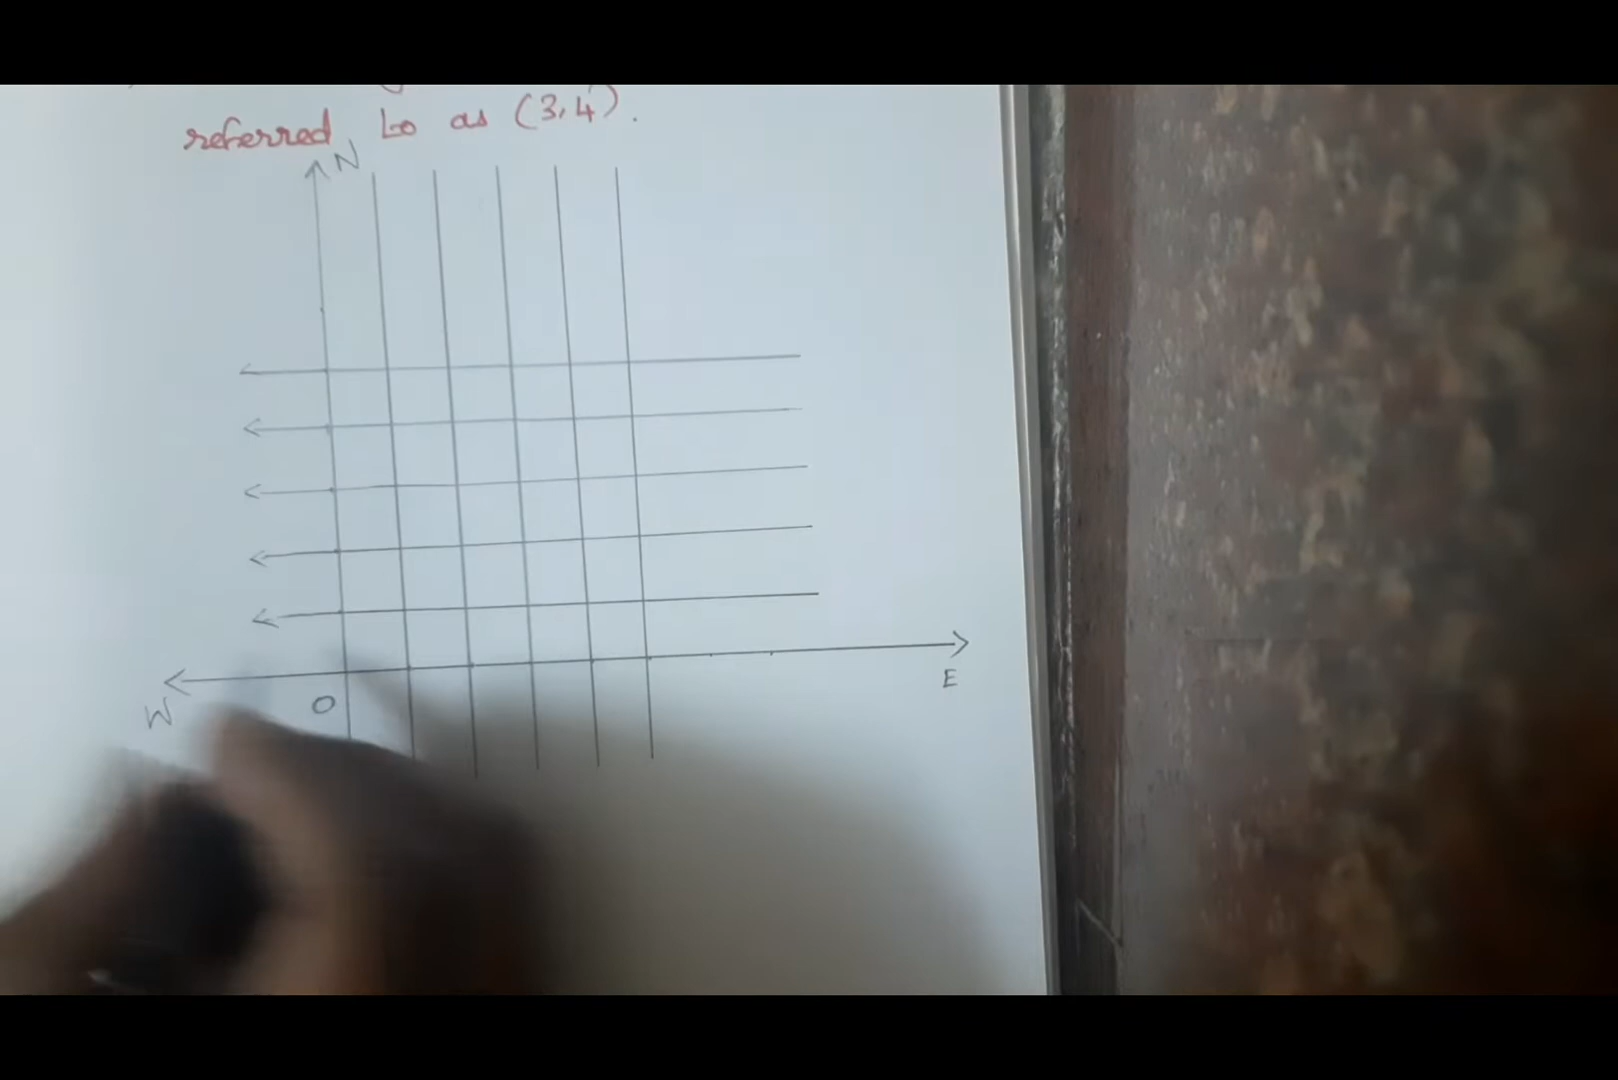 referred to as (3,4).
N
W
O
E